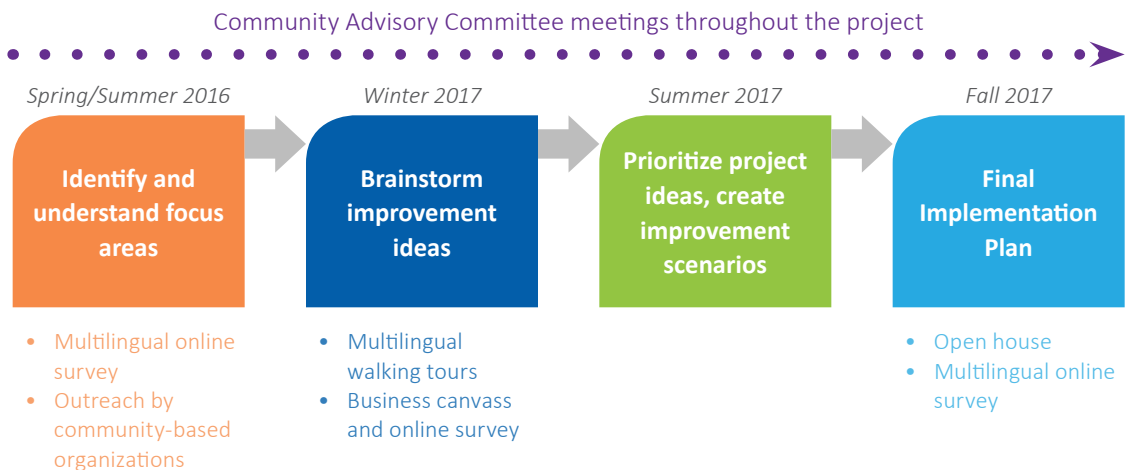 Community Advisory Committee meetings throughout the project
Spring/Summer 2016
Identify and
understand focus
areas
• Multilingual online
survey
• Outreach by
community-based
organizations
Winter 2017
Brainstorm
improvement
ideas
• Multilingual
walking tours
• Business canvass
and online survey
Summer 2017
Prioritize project
ideas, create
improvement
scenarios
Fall 2017
Final
Implementation
Plan
• Open house
• Multilingual online
survey